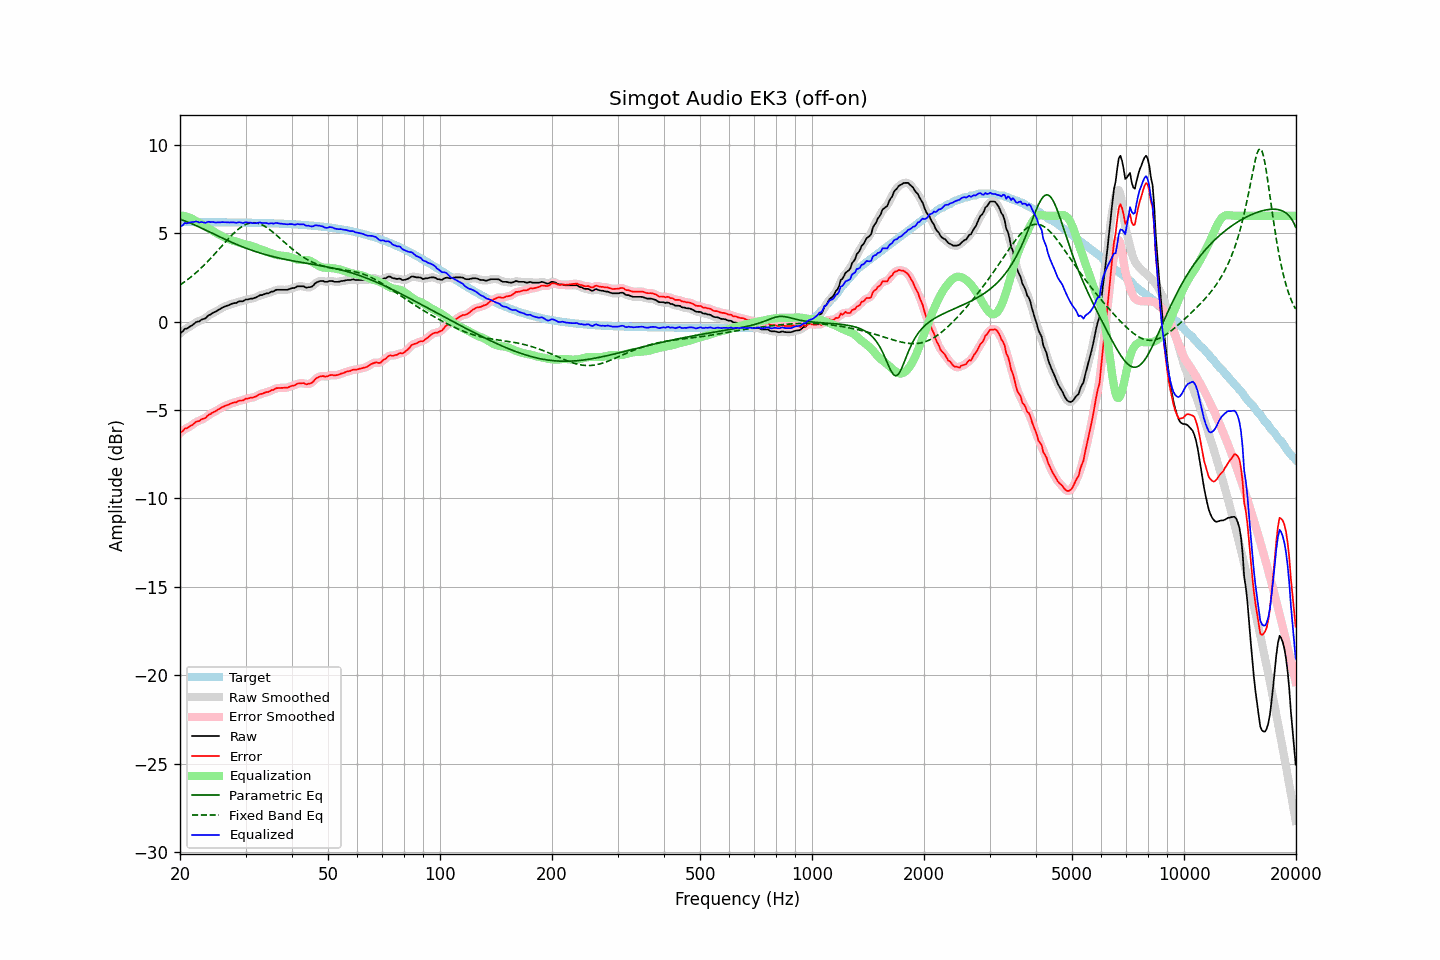 Simgot Audio EK3 (off-on)
10
5
0
−5
−10
−15
−20
−25
−30
Amplitude (dBr)
Target
Raw Smoothed
Error Smoothed
Raw
Error
Equalization
Parametric Eq
Fixed Band Eq
Equalized
20 50 100 200 500 1000 2000 5000 10000 20000
Frequency (Hz)